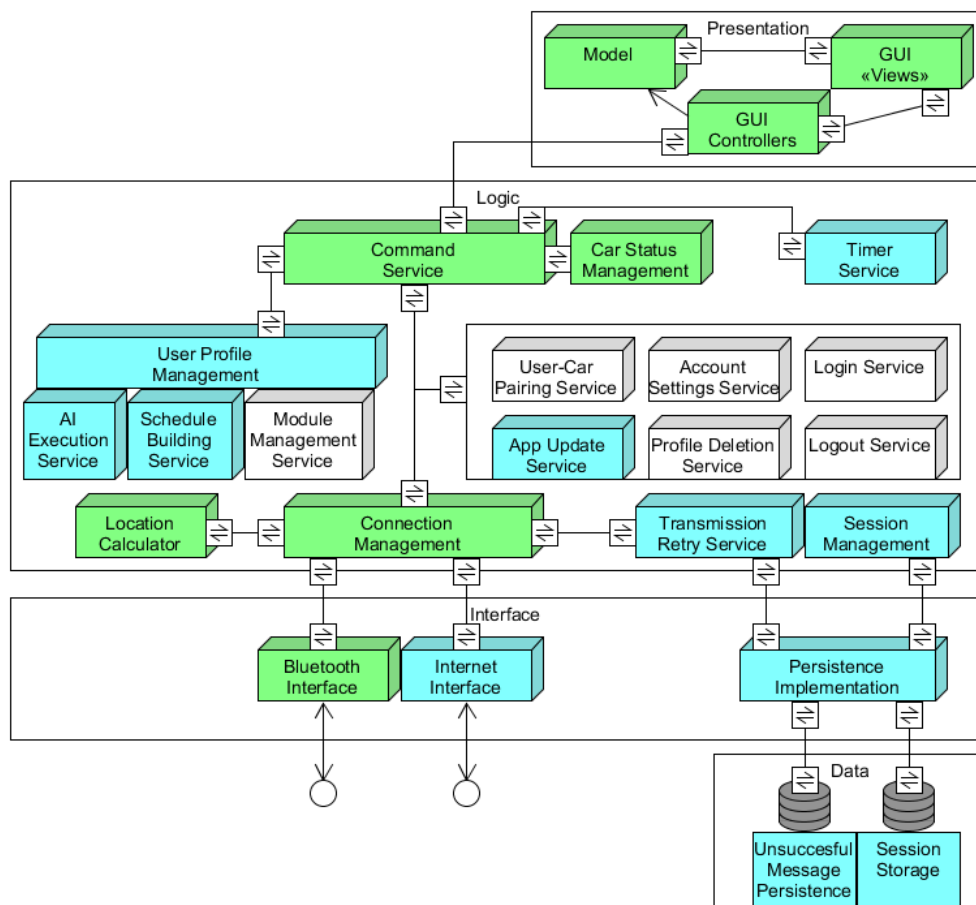 Presentation
Model
GUI
«Views»
GUI
Controllers
Logic
Command
Service
Car Status
Management
Timer
Service
User Profile
Management
User-Car
Pairing Service
Account
Settings Service
Login Service
AI
Execution
Service
Schedule
Building
Service
Module
Management
Service
App Update
Service
Profile Deletion
Service
Logout Service
Location
Calculator
Connection
Management
Transmission
Retry Service
Session
Management
Interface
Bluetooth
Interface
Internet
Interface
Persistence
Implementation
Data
Unsuccesful
Message
Persistence
Session
Storage